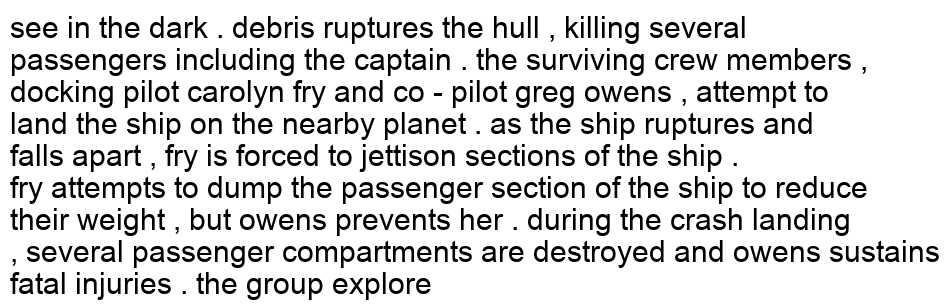 see in the dark . debris ruptures the hull , killing several
passengers including the captain . the surviving crew members ,
docking pilot carolyn fry and co - pilot greg owens , attempt to
land the ship on the nearby planet . as the ship ruptures and
falls apart , fry is forced to jettison sections of the ship .
fry attempts to dump the passenger section of the ship to reduce
their weight , but owens prevents her . during the crash landing
, several passenger compartments are destroyed and owens sustains
fatal injuries . the group explore